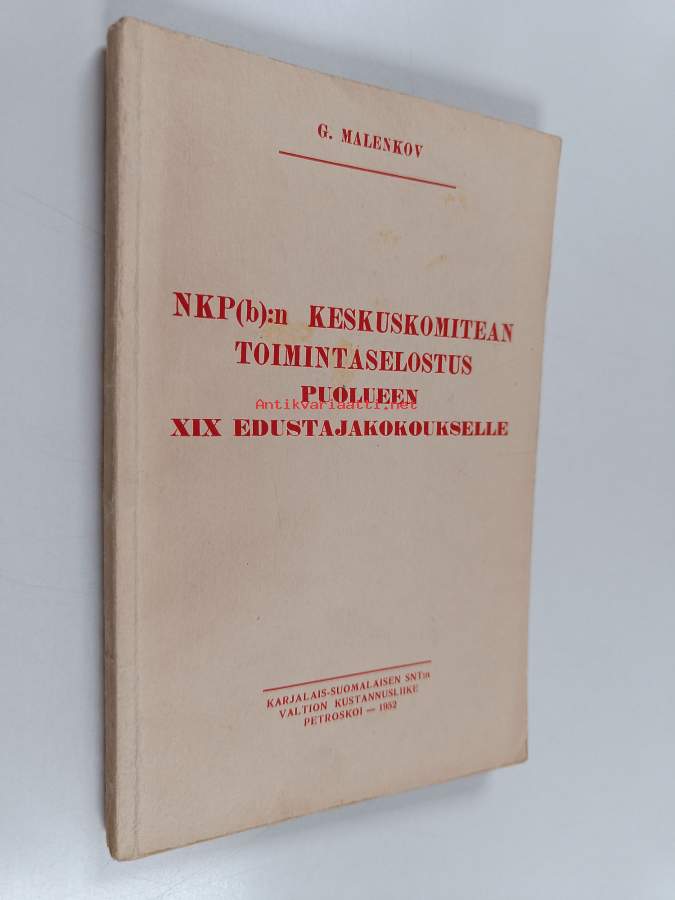 G. MALENKOV
NKP(b):n KESKUSKOMITEAN
TOIMINTASELOSTUS
PUOLUEEN
Antikvariaatti.net
XIX EDUSTAJAKOKOUKSELLE
KARJALAIS-SUOMALAISEN SNT:n
VALTION KUSTANNUSLIIKE
PETROSKOI — 1952